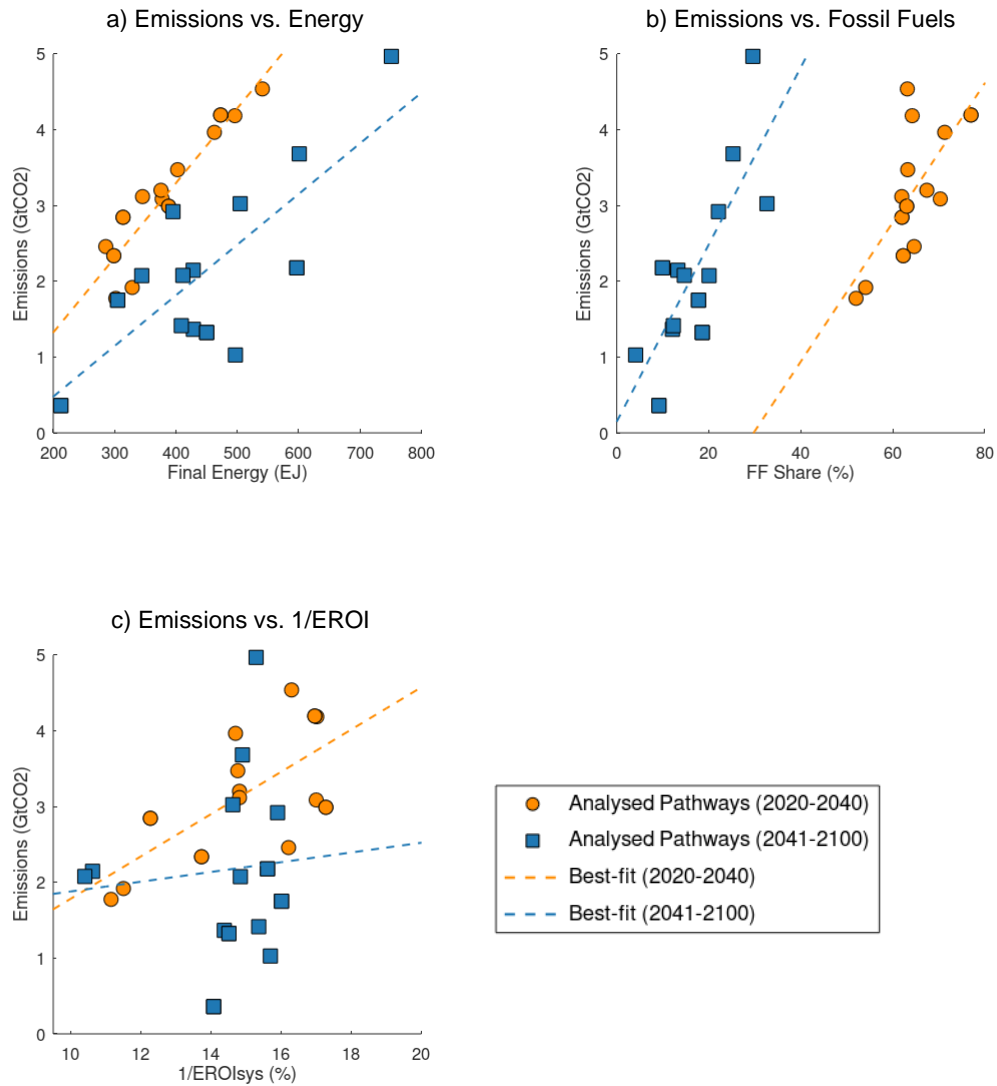 a) Emissions vs. Energy
5
4
3
2
1
0
Emissions (GtCO2)
200 300 400 500 600 700 800
Final Energy (EJ)
b) Emissions vs. Fossil Fuels
5
4
3
2
1
0
Emissions (GtCO2)
0 20 40 60 80
FF Share (%)
c) Emissions vs. 1/EROI
5
4
3
2
1
0
Emissions (GtCO2)
10 12 14 16 18 20
1/EROIsys (%)
Analysed Pathways (2020-2040)
Analysed Pathways (2041-2100)
Best-fit (2020-2040)
Best-fit (2041-2100)